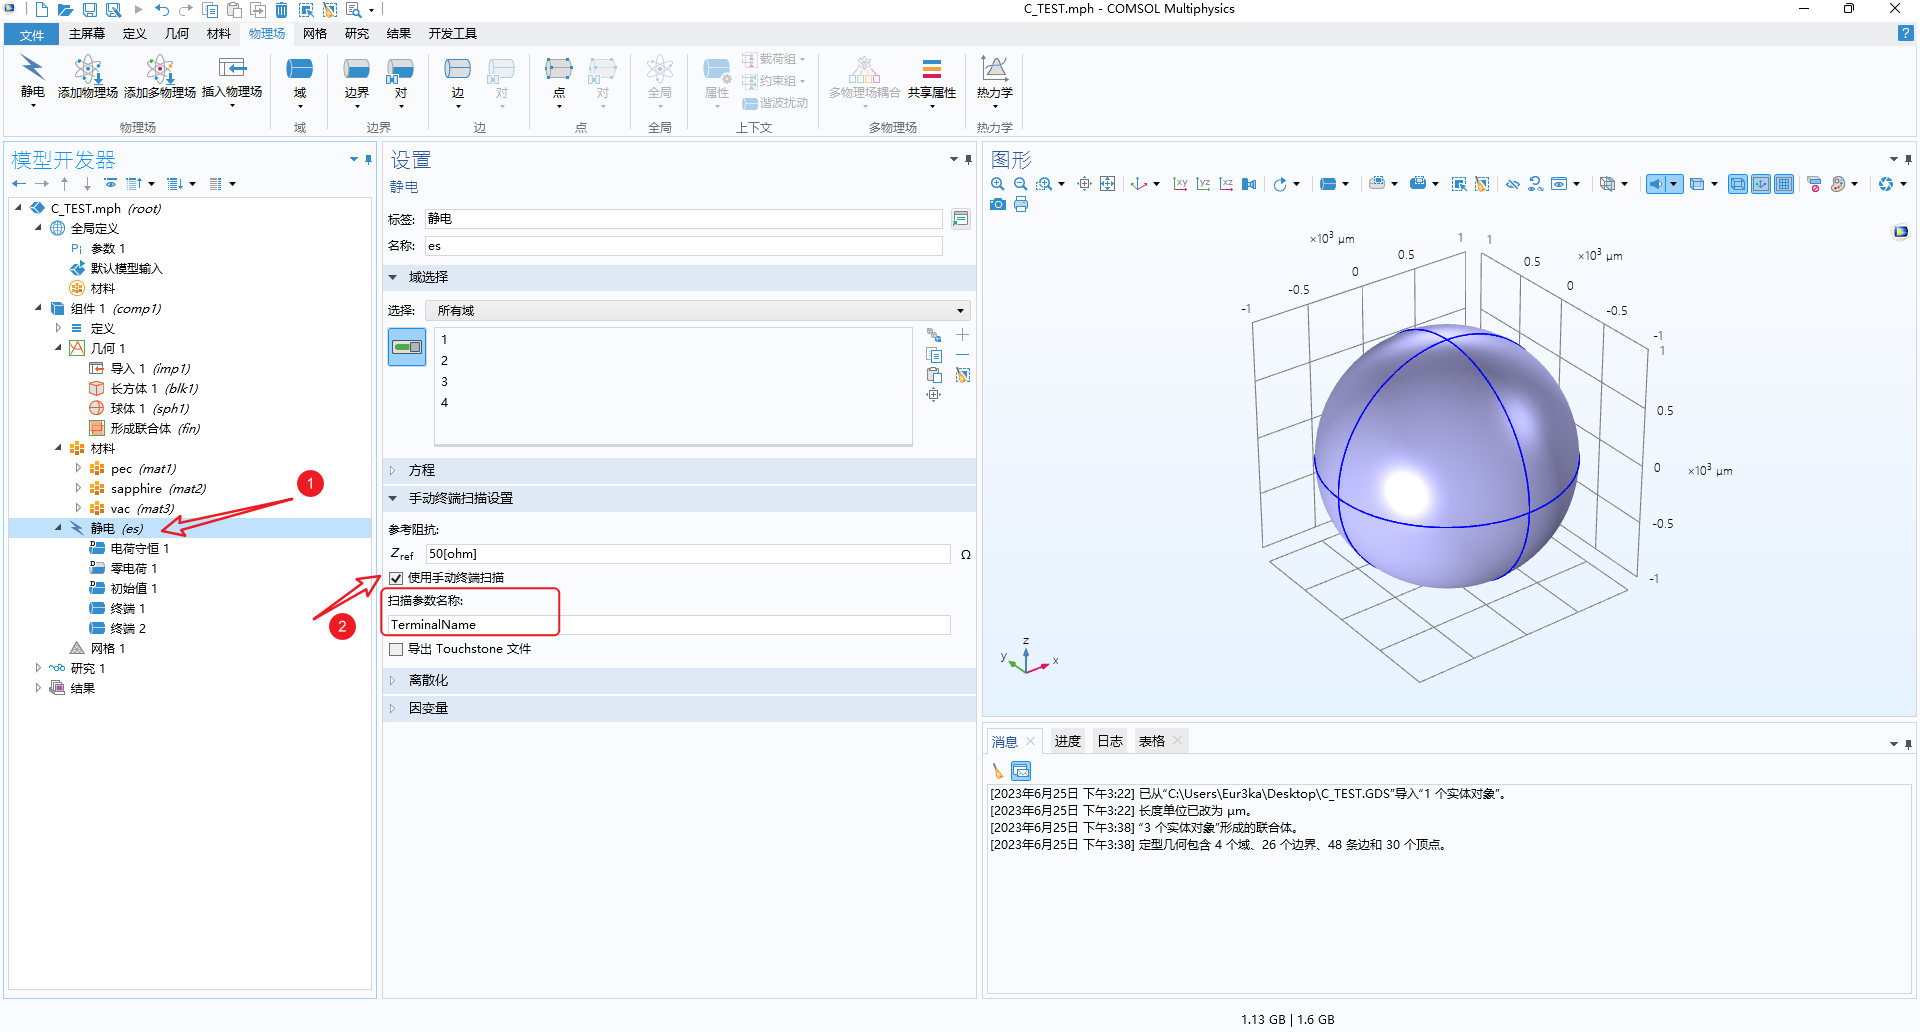 C_TEST.mph - COMSOL Multiphysics
文件 主屏幕 定义 几何 材料 物理场 网格 研究 结果 开发工具
静电 添加物理场 添加多物理场 插入物理场 域 边界 对 边 对 点 对 全局 属性 载荷组 约束组 谐波扰动 多物理场耦合 共享属性 热力学
物理场 域 边界 边 点 全局 上下文 多物理场 热力学
模型开发器
C_TEST.mph (root)
全局定义
Pi 参数 1
默认模型输入
材料
组件 1 (comp1)
定义
几何 1
导入 1 (imp1)
长方体 1 (blk1)
球体 1 (sph1)
形成联合体 (fin)
材料
pec (mat1)
sapphire (mat2)
vac (mat3)
静电 (es)
电荷守恒 1
零电荷 1
初始值 1
终端 1
终端 2
网格 1
研究 1
结果
1
2
设置
静电
标签: 静电
名称: es
域选择
选择: 所有域
1
2
3
4
方程
手动终端扫描设置
参考阻抗:
Zref 50[ohm] Ω
使用手动终端扫描
扫描参数名称:
TerminalName
导出 Touchstone 文件
离散化
因变量
图形
xy yz xz
×10³ µm 1 1
0.5 0.5 ×10³ µm
0 0
-0.5 -0.5
-1 -1
1
0.5
0 ×10³ µm
-0.5
-1
z
y x
消息 进度 日志 表格
[2023年6月25日 下午3:22] 已从“C:\Users\Eur3ka\Desktop\C_TEST.GDS”导入“1 个实体对象”。
[2023年6月25日 下午3:22] 长度单位已改为 µm。
[2023年6月25日 下午3:38] “3 个实体对象”形成的联合体。
[2023年6月25日 下午3:38] 定型几何包含 4 个域、26 个边界、48 条边和 30 个顶点。
1.13 GB | 1.6 GB